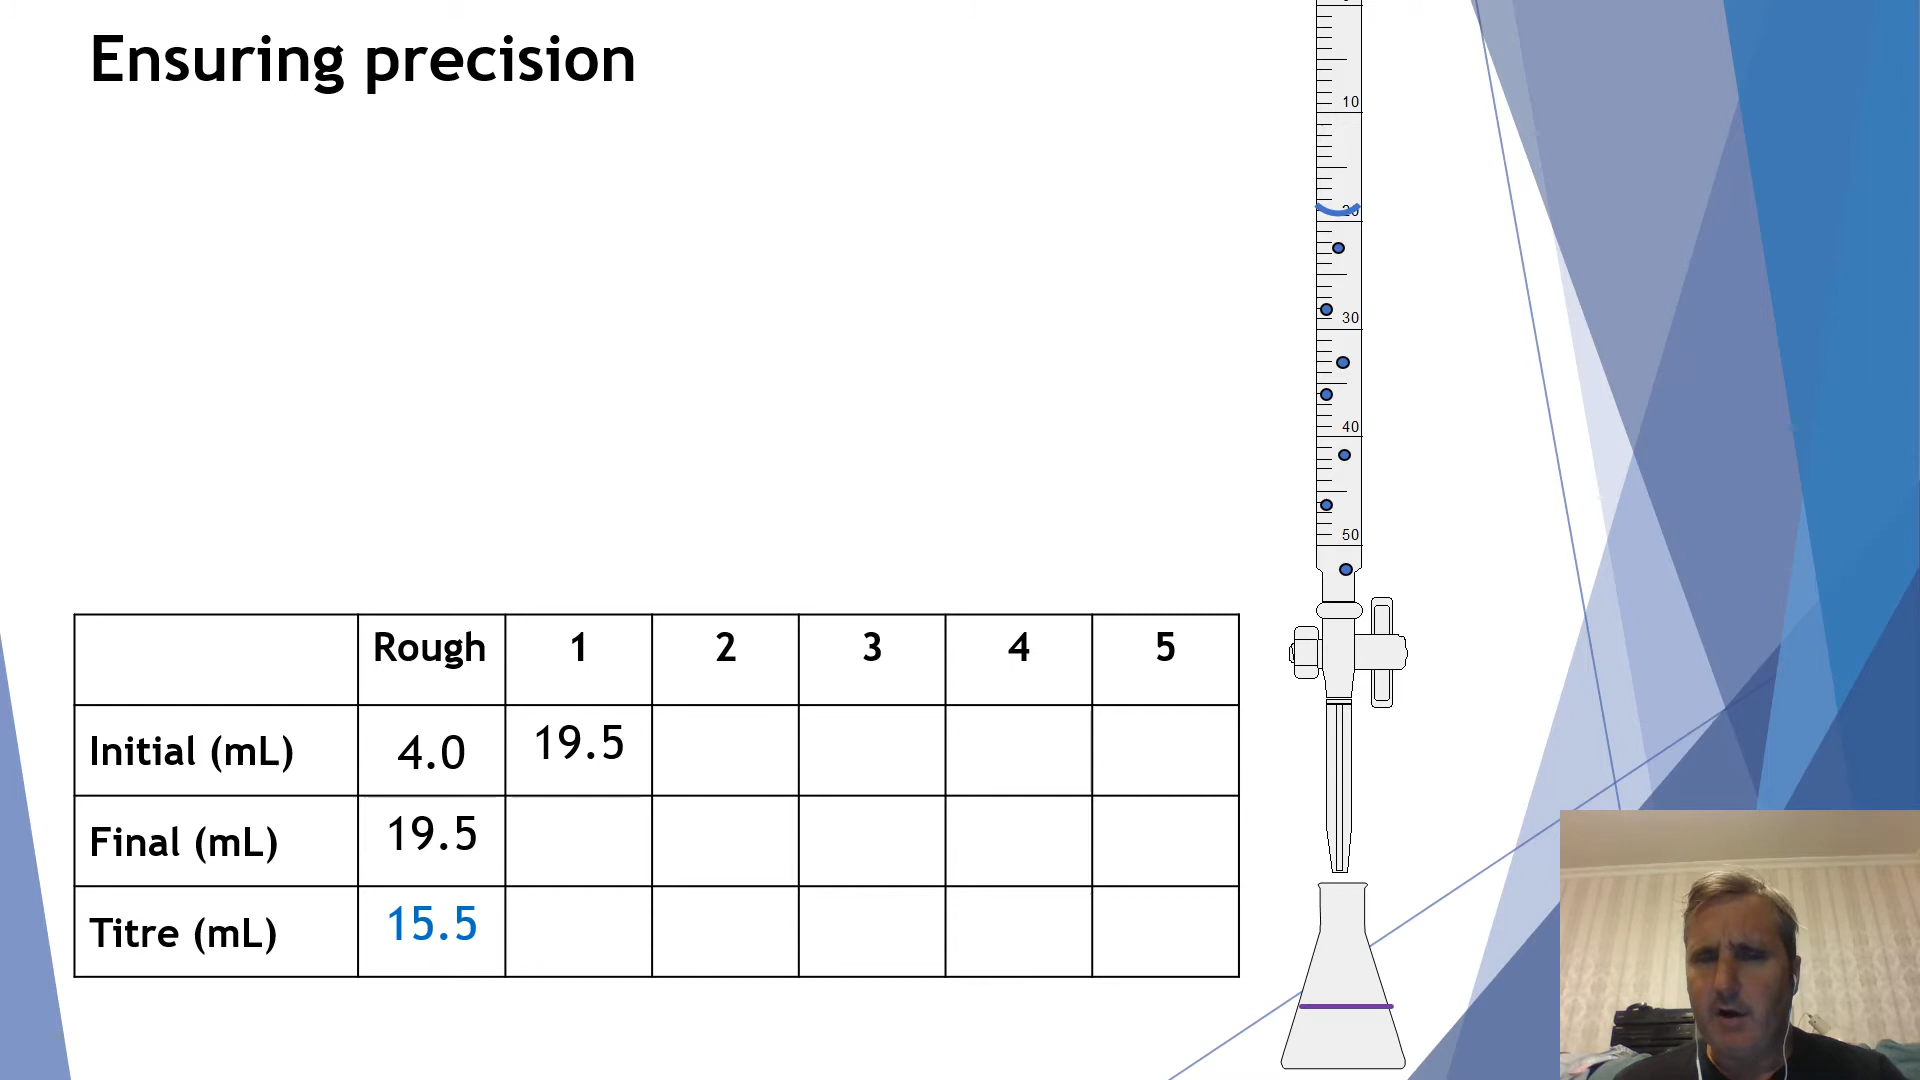 Ensuring precision
10
20
30
40
50
Rough 1 2 3 4 5
Initial (mL) 4.0 19.5
Final (mL) 19.5
Titre (mL) 15.5